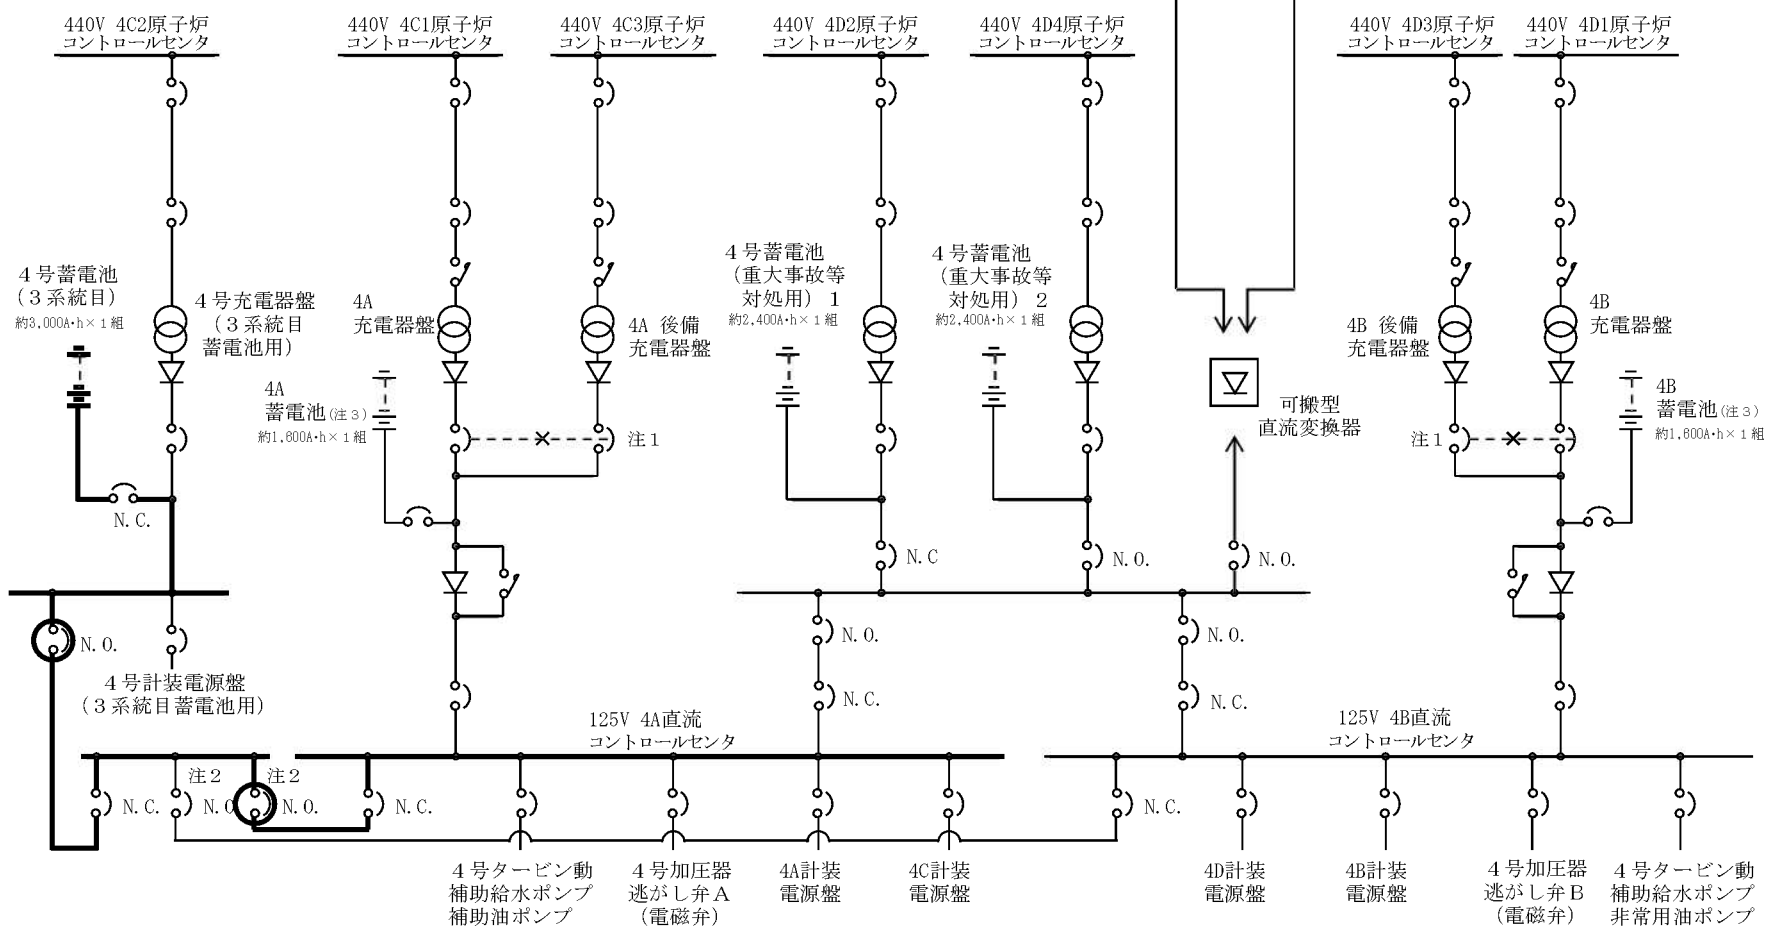 440V 4C2原子炉
コントロールセンタ
440V 4C1原子炉
コントロールセンタ
440V 4C3原子炉
コントロールセンタ
440V 4D2原子炉
コントロールセンタ
440V 4D4原子炉
コントロールセンタ
440V 4D3原子炉
コントロールセンタ
440V 4D1原子炉
コントロールセンタ
４号蓄電池
（３系統目）
約3,000A・h×１組
４号充電器盤
（３系統目
蓄電池用）
4A
充電器盤
4A 後備
充電器盤
４号蓄電池
（重大事故等
対処用）１
約2,400A・h×１組
４号蓄電池
（重大事故等
対処用）２
約2,400A・h×１組
4B 後備
充電器盤
4B
充電器盤
4A
蓄電池(注３)
約1,600A・h×１組
注１
可搬型
直流変換器
注１
4B
蓄電池(注３)
約1,600A・h×１組
N.C.
N.C
N.O.
N.O.
N.O.
N.O.
N.O.
４号計装電源盤
（３系統目蓄電池用）
N.C.
N.C.
125V 4A直流
コントロールセンタ
125V 4B直流
コントロールセンタ
注２
注２
N.C.
N.O
N.O.
N.C.
N.C.
４号タービン動
補助給水ポンプ
補助油ポンプ
４号加圧器
逃がし弁Ａ
（電磁弁）
4A計装
電源盤
4C計装
電源盤
4D計装
電源盤
4B計装
電源盤
４号加圧器
逃がし弁Ｂ
（電磁弁）
４号タービン動
補助給水ポンプ
非常用油ポンプ